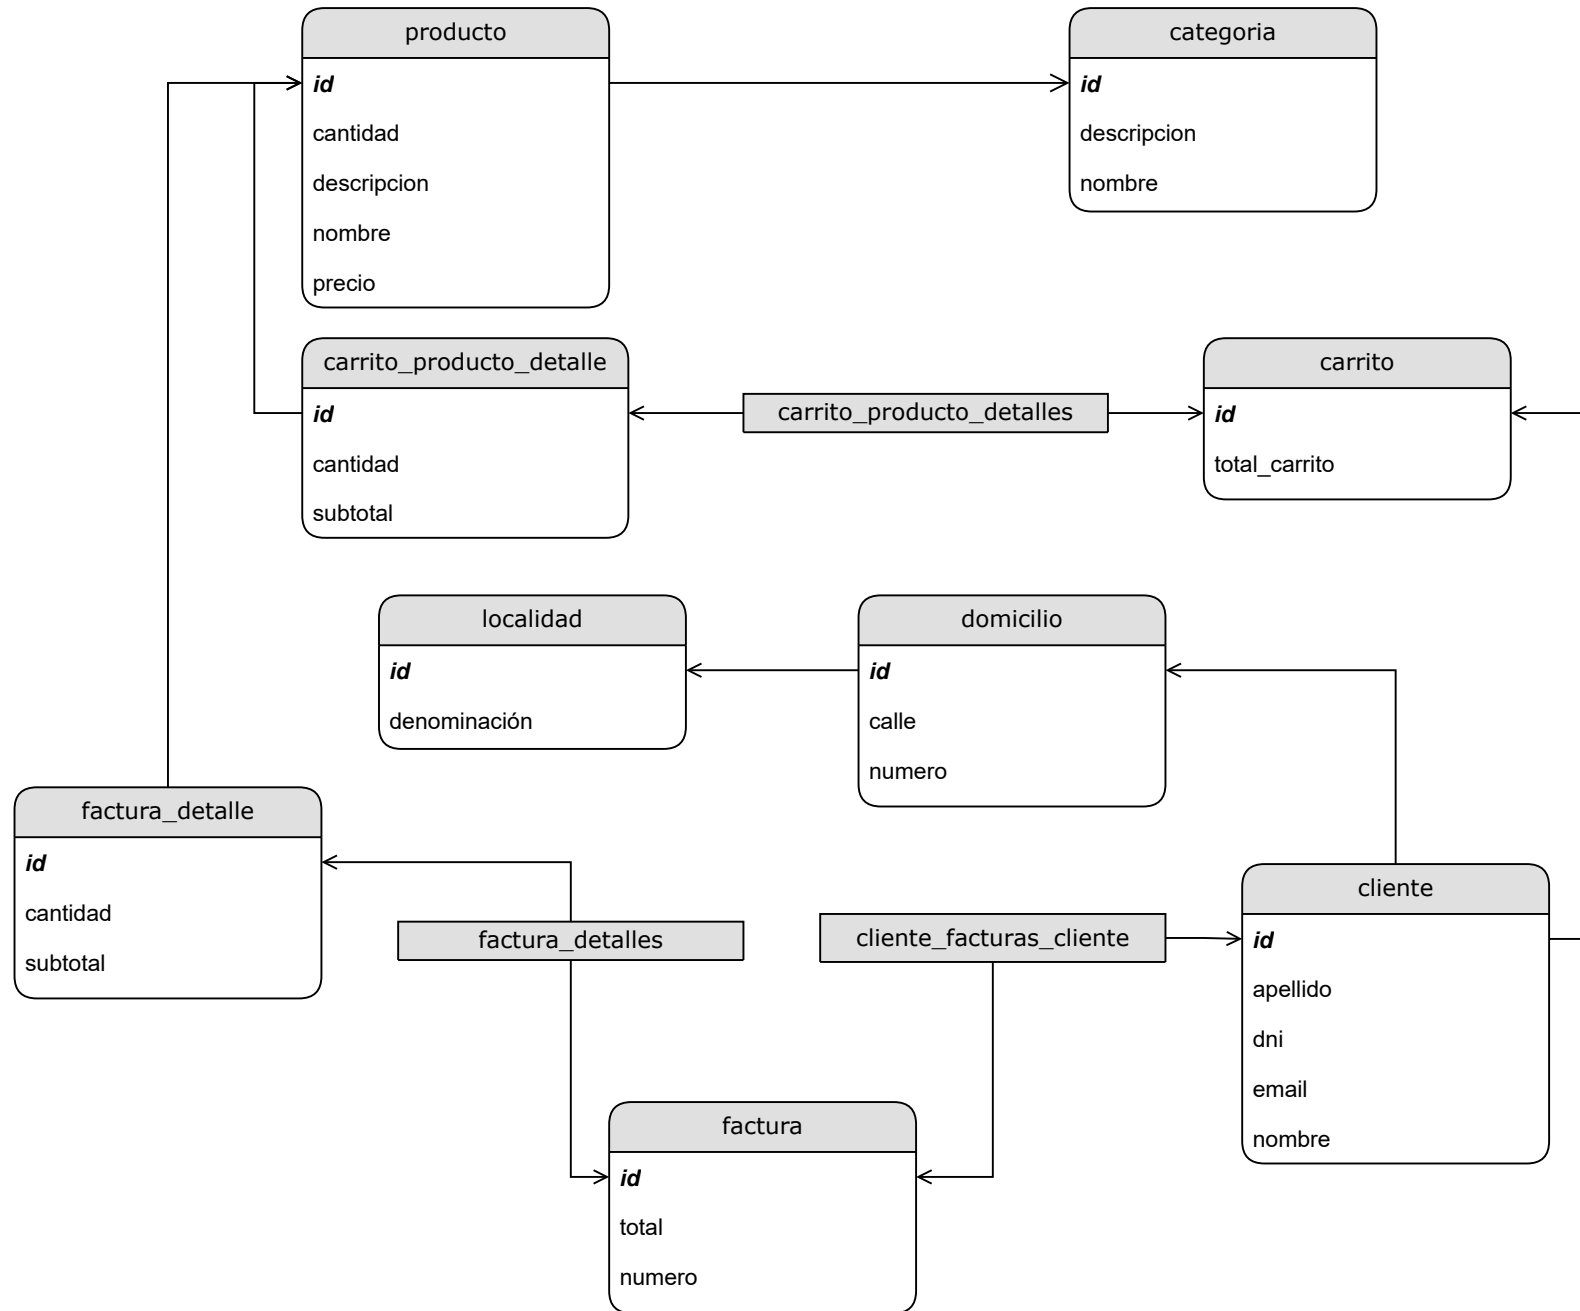 producto
id
cantidad
descripcion
nombre
precio
categoria
id
descripcion
nombre
carrito_producto_detalle
id
cantidad
subtotal
carrito_producto_detalles
carrito
id
total_carrito
localidad
id
denominación
domicilio
id
calle
numero
factura_detalle
id
cantidad
subtotal
factura_detalles
cliente_facturas_cliente
cliente
id
apellido
dni
email
nombre
factura
id
total
numero